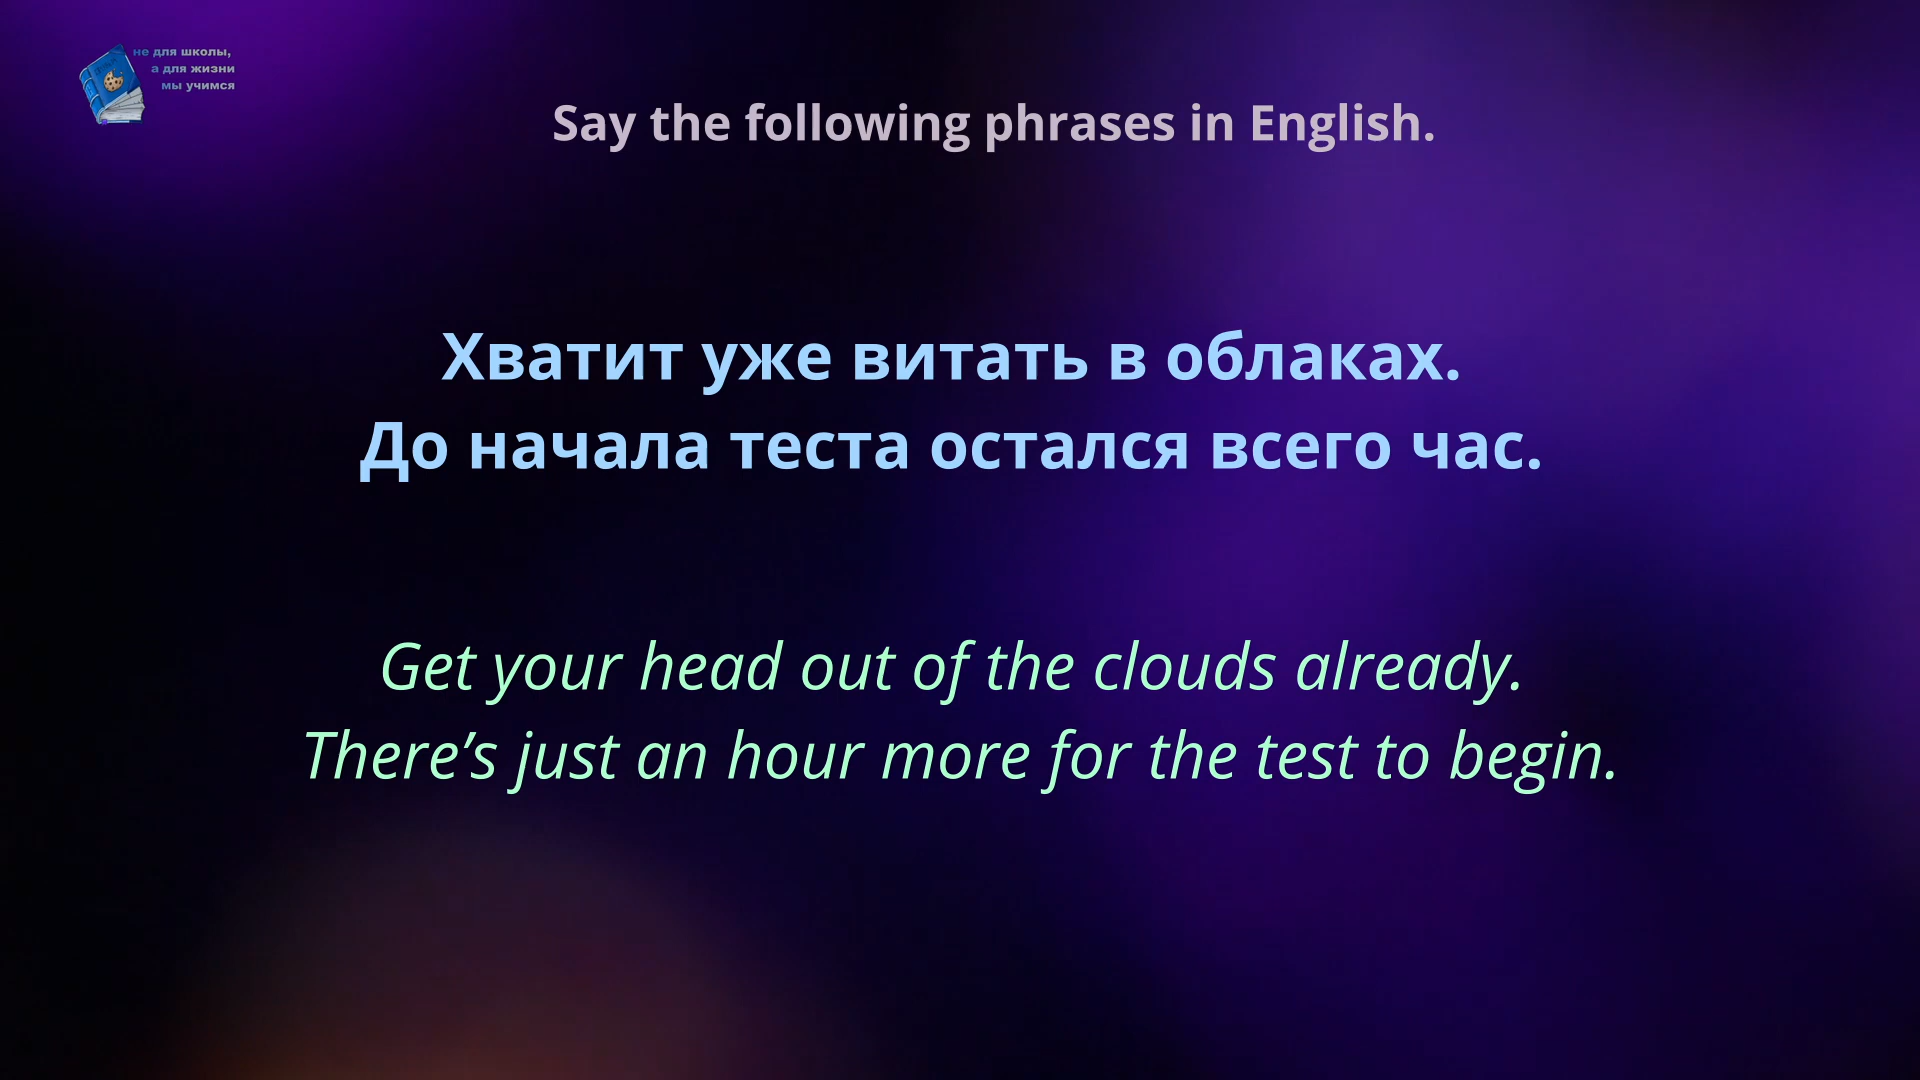 не для школы,
а для жизни
мы учимся
Say the following phrases in English.
Хватит уже витать в облаках.
До начала теста остался всего час.
Get your head out of the clouds already.
There’s just an hour more for the test to begin.